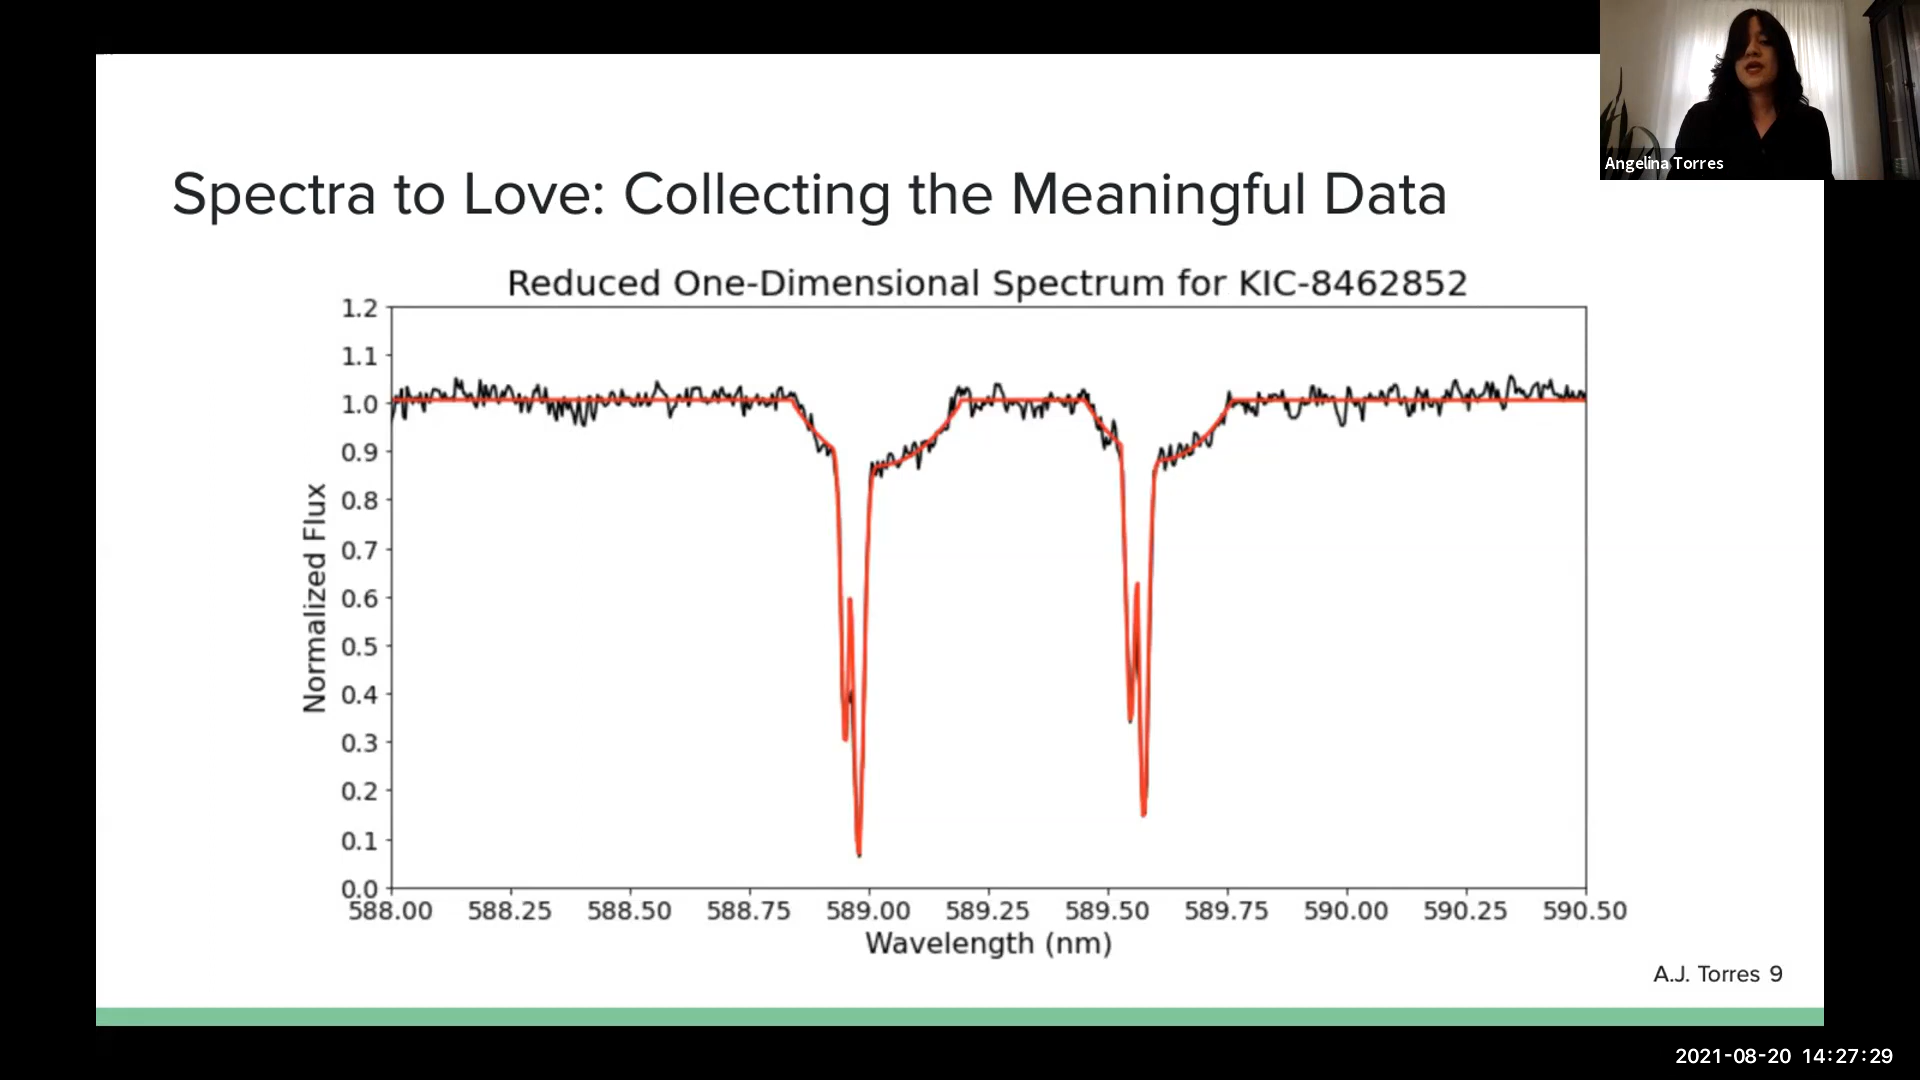 Angelina Torres
Spectra to Love: Collecting the Meaningful Data
Reduced One-Dimensional Spectrum for KIC-8462852
1.2
1.1
1.0
0.9
0.8
0.7
0.6
0.5
0.4
0.3
0.2
0.1
0.0
Normalized Flux
588.00 588.25 588.50 588.75 589.00 589.25 589.50 589.75 590.00 590.25 590.50
Wavelength (nm)
A.J. Torres 9
2021-08-20 14:27:29